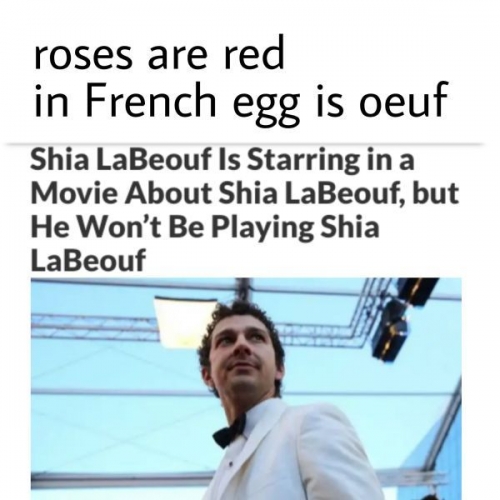 roses are red
in French egg is oeuf
Shia LaBeouf Is Starring in a
Movie About Shia LaBeouf, but
He Won't Be Playing Shia
LaBeouf